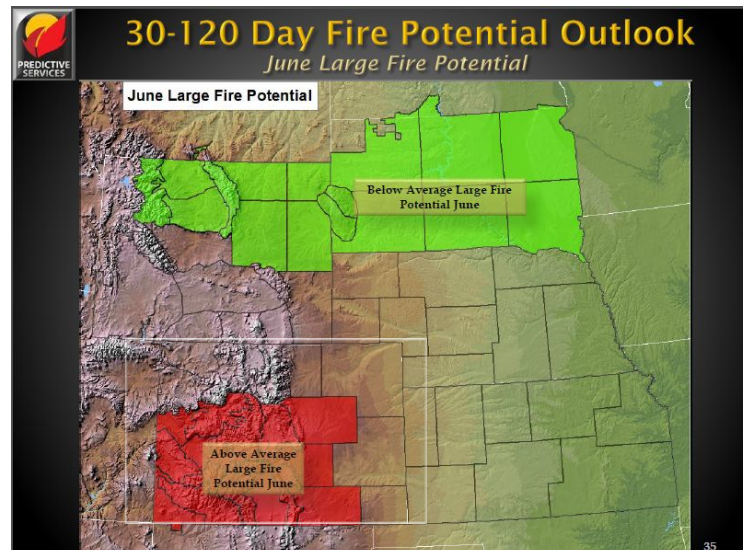 30-120 Day Fire Potential Outlook
June Large Fire Potential
PREDICTIVE
SERVICES
June Large Fire Potential
Below Average Large Fire
Potential June
Above Average
Large Fire
Potential June
35